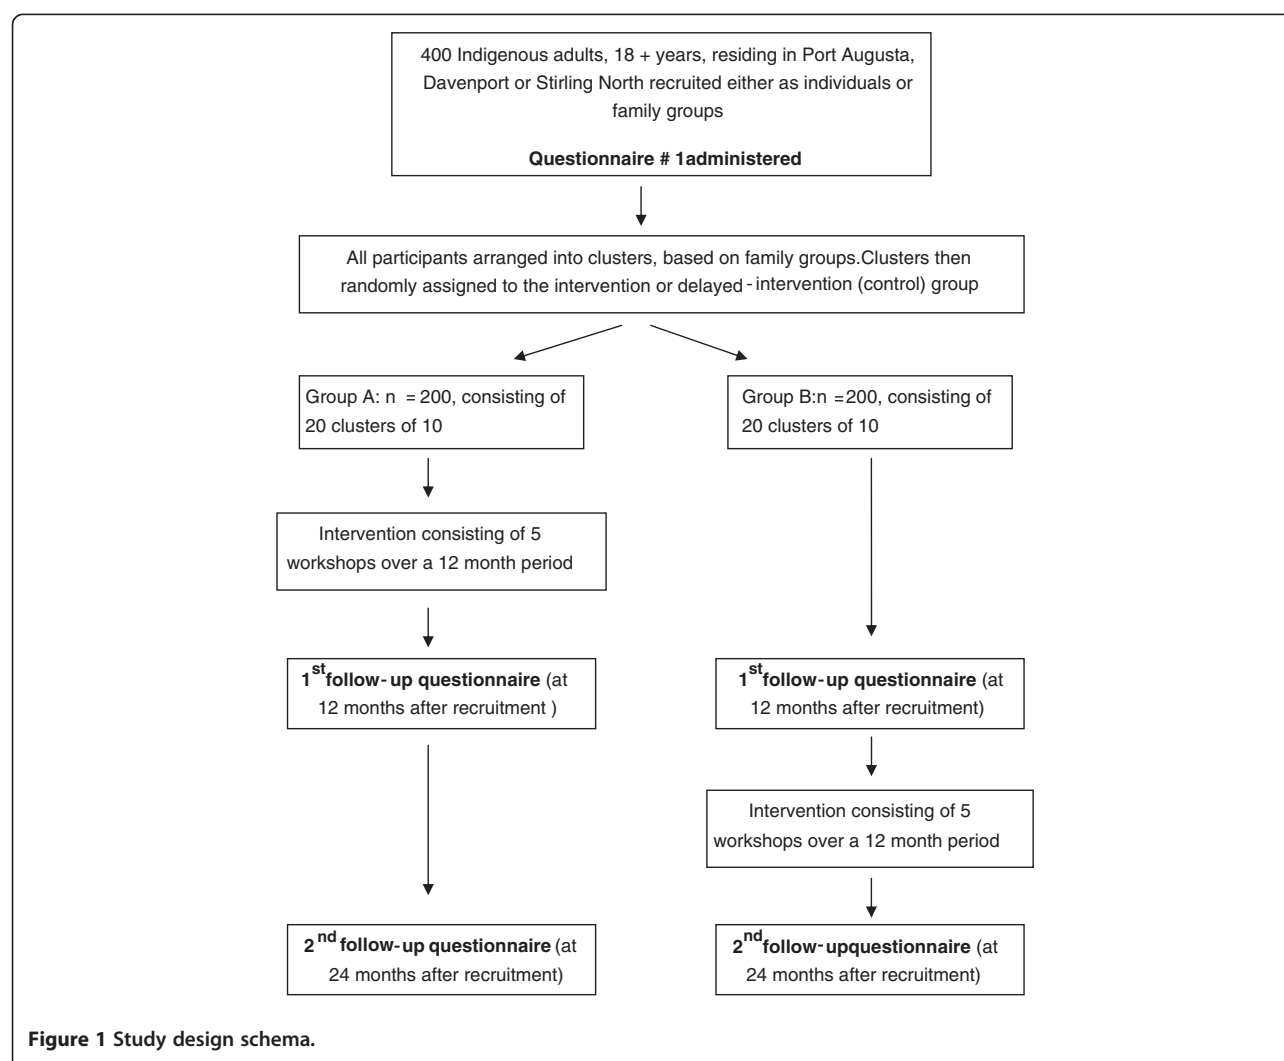 400 Indigenous adults, 18 + years, residing in Port Augusta,
Davenport or Stirling North recruited either as individuals or
family groups
Questionnaire # 1administered
All participants arranged into clusters, based on family groups.Clusters then
randomly assigned to the intervention or delayed - intervention (control) group
Group A: n = 200, consisting of
20 clusters of 10
Group B:n = 200, consisting of
20 clusters of 10
Intervention consisting of 5
workshops over a 12 month period
1st follow- up questionnaire (at
12 months after recruitment )
1st follow- up questionnaire (at
12 months after recruitment)
Intervention consisting of 5
workshops over a 12 month period
2nd follow- up questionnaire (at
24 months after recruitment)
2nd follow- upquestionnaire (at
24 months after recruitment)
Figure 1 Study design schema.